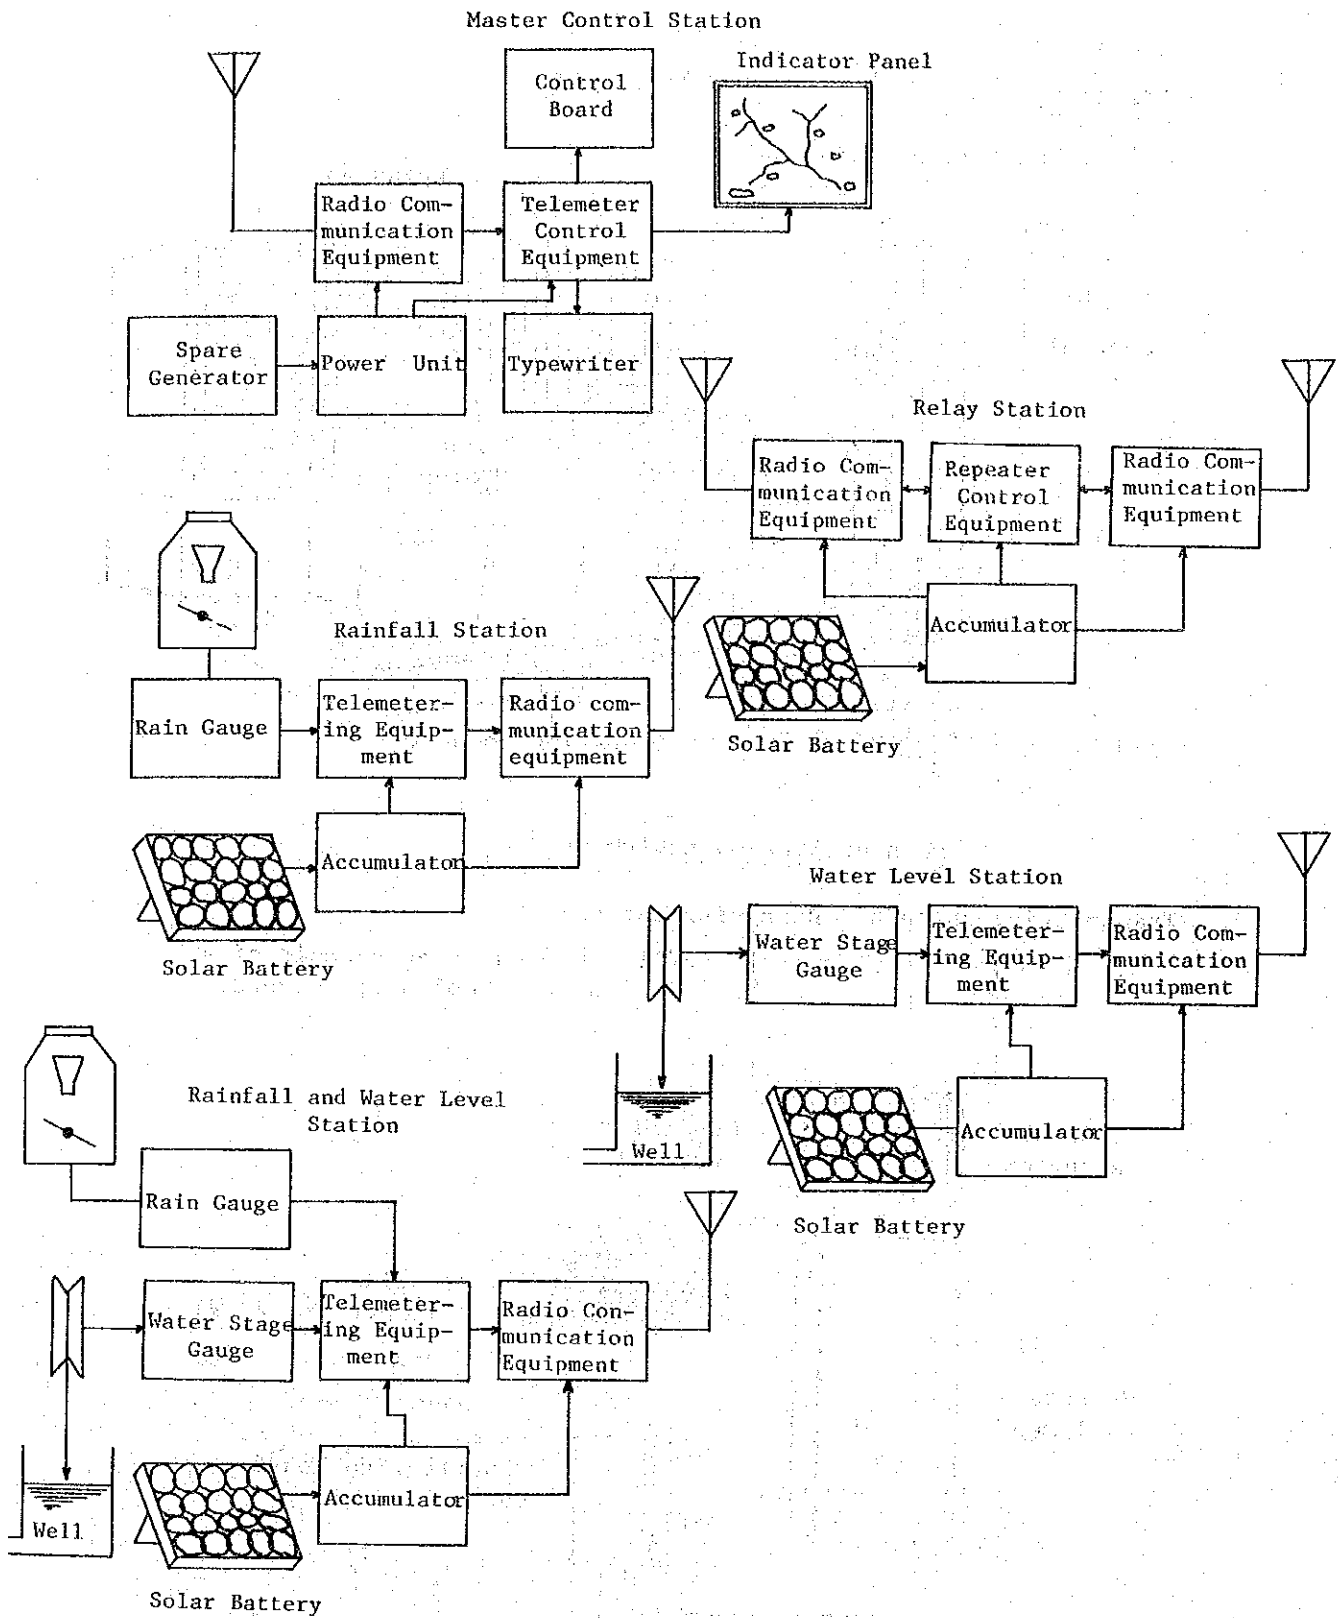 Master Control Station
Control
Board
Indicator Panel
Radio Com-
munication
Equipment
Telemeter
Control
Equipment
Spare
Generator
Power Unit
Typewriter
Relay Station
Radio Com-
munication
Equipment
Repeater
Control
Equipment
Radio Com-
munication
Equipment
Accumulator
Solar Battery
Rainfall Station
Rain Gauge
Telemeter-
ing Equip-
ment
Radio com-
munication
equipment
Accumulator
Solar Battery
Water Level Station
Water Stage
Gauge
Telemeter-
ing Equip-
ment
Radio Com-
munication
Equipment
Well
Accumulator
Solar Battery
Rainfall and Water Level
Station
Rain Gauge
Water Stage
Gauge
Telemeter-
ing Equip-
ment
Radio Con-
munication
Equipment
Well
Accumulator
Solar Battery